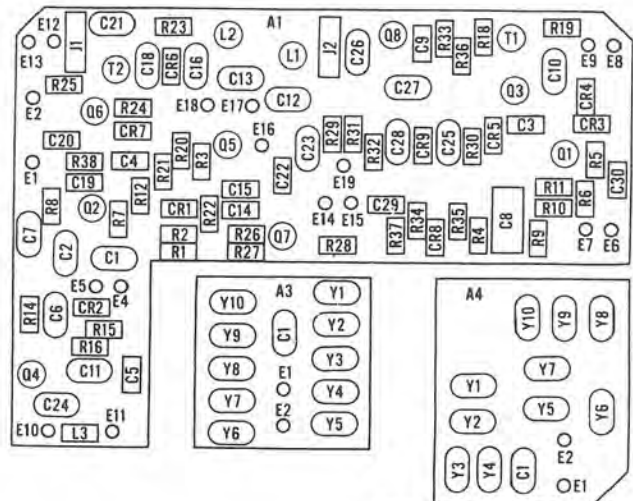 E12 J1 C21 R23 A1 L2 J2 C26 Q8 C9 R33 R36 R18 T1 R19
E13 T2 C18 CR6 C16 L1 E9 E8
R25 C13 C27 Q3 C10 CR4
E2 Q6 R24 E18 E17 C12 C3 CR3
C20 CR7 R20 Q5 E16 C23 R29 R31 R32 C28 CR9 C25 R30 CR5 Q1 R5
E1 R38 C4 R21 R3 C22 E19 C30
C19 R12 C15 R11 R6
R8 Q2 R7 CR1 R22 C14 E14 E15 C29 R34 R35 C8 R10
C7 C2 R2 R26 Q7 R37 CR8 R4 R9 E7 E6
C1 R1 R27 R28
E5 E4
R14 C6 CR2
R15
R16
Q4 C11 C5
C24
E10 L3 E11
A3 Y1
Y10 C1 Y2
Y9
Y8 Y3
E1
Y7 Y4
E2
Y6 Y5
A4
Y10 Y9 Y8
Y7
Y1
Y2 Y5 Y6
E2
Y3 Y4 C1
E1